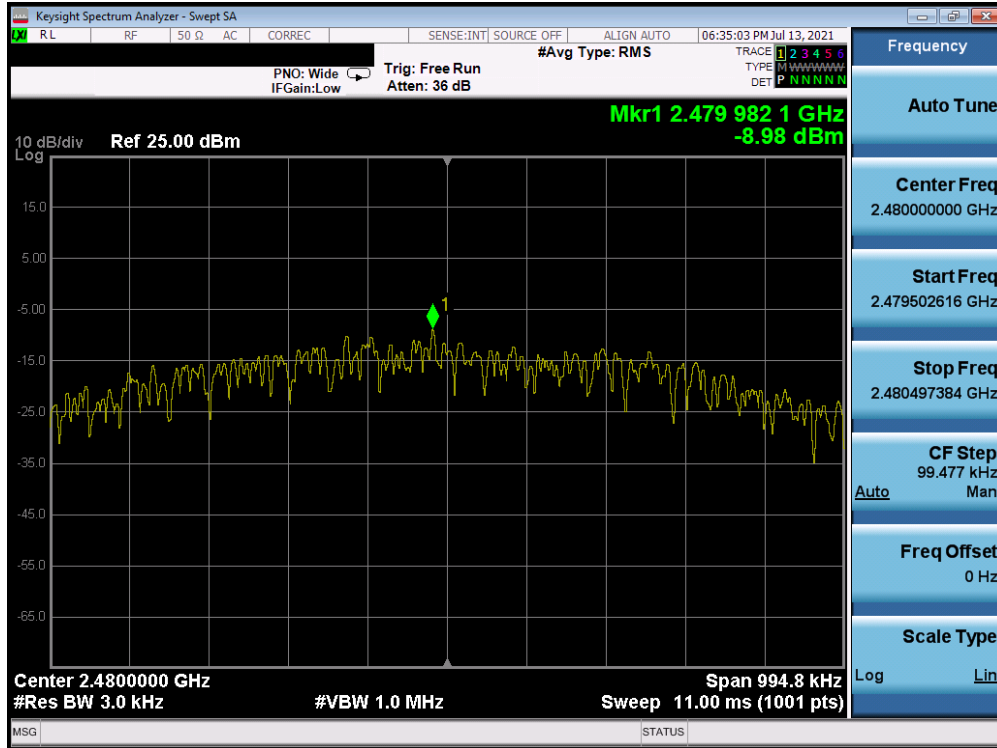 Keysight Spectrum Analyzer - Swept SA
LXI RL RF 50 Ω AC CORREC SENSE:INT SOURCE OFF ALIGN AUTO 06:35:03 PM Jul 13, 2021
Frequency
#Avg Type: RMS
TRACE 1 2 3 4 5 6
PNO: Wide
Trig: Free Run
TYPE M WWWWW
IFGain:Low
Atten: 36 dB
DET P N N N N N
Auto Tune
Mkr1 2.479 982 1 GHz
-8.98 dBm
10 dB/div Ref 25.00 dBm
Log
15.0
5.00
-5.00
-15.0
-25.0
-35.0
-45.0
-55.0
-65.0
1
Center Freq
2.480000000 GHz
Start Freq
2.479502616 GHz
Stop Freq
2.480497384 GHz
CF Step
99.477 kHz
Auto Man
Freq Offset
0 Hz
Scale Type
Log Lin
Center 2.4800000 GHz
Span 994.8 kHz
#Res BW 3.0 kHz
#VBW 1.0 MHz
Sweep 11.00 ms (1001 pts)
MSG
STATUS